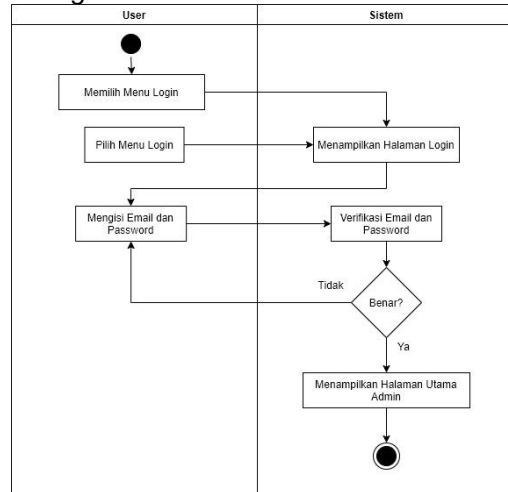 User
Sistem
Memilih Menu Login
Pilih Menu Login
Menampilkan Halaman Login
Mengisi Email dan
Password
Verifikasi Email dan
Password
Tidak
Benar?
Ya
Menampilkan Halaman Utama
Admin